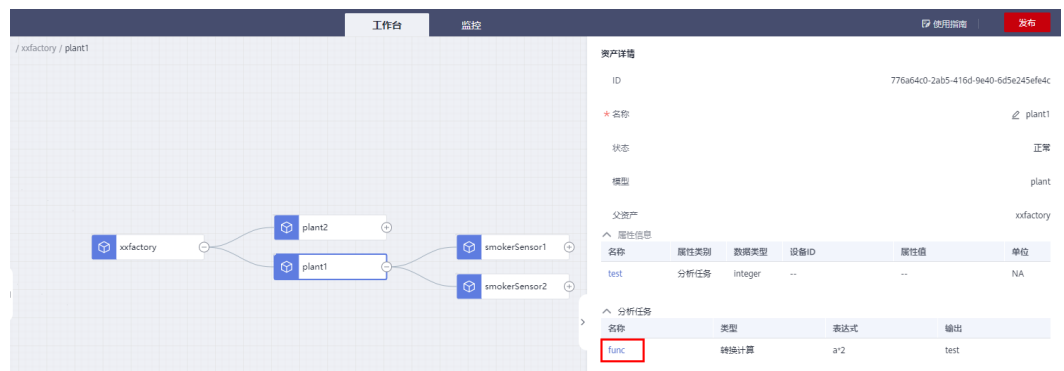 工作台 监控 使用指南 发布
/ xxfactory / plant1
xxfactory
plant2
plant1
smokerSensor1
smokerSensor2
资产详情
ID 776a64c0-2ab5-416d-9e40-6d5e245efe4c
* 名称 plant1
状态 正常
模型 plant
父资产 xxfactory
属性信息
名称 属性类别 数据类型 设备ID 属性值 单位
test 分析任务 integer -- -- NA
分析任务
名称 类型 表达式 输出
func 转换计算 a*2 test